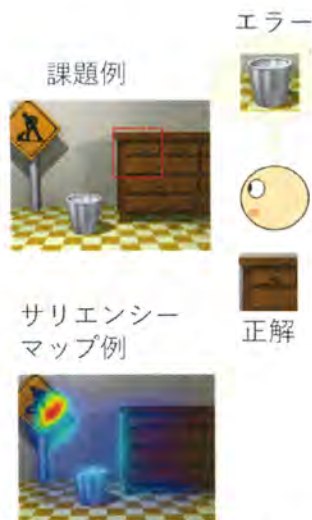 エラー
課題例
サリエンシー
マップ例
正解